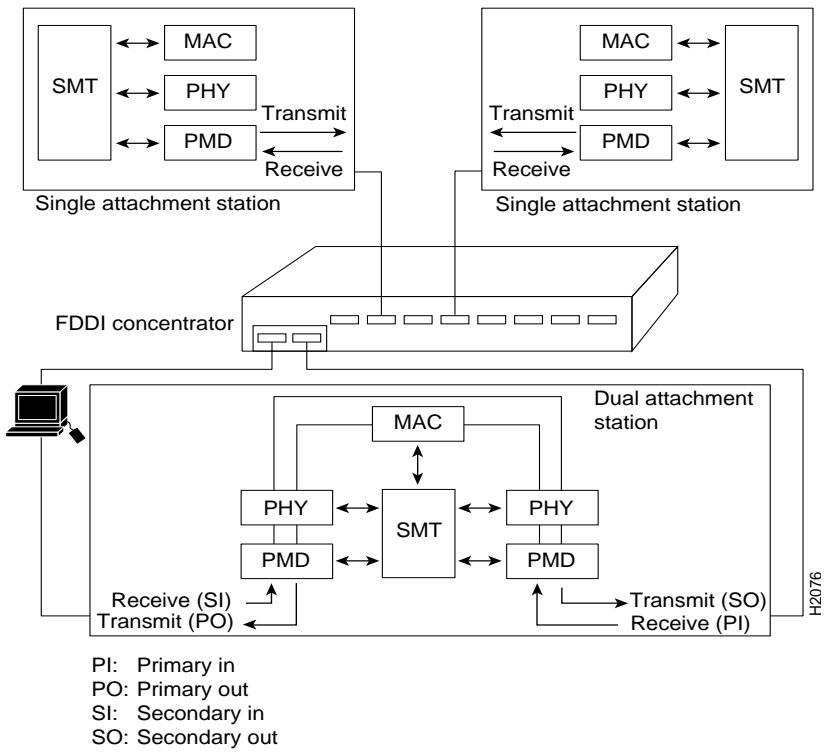 MAC
SMT
PHY
Transmit
PMD
Receive
Single attachment station
MAC
SMT
PHY
Transmit
PMD
Receive
Single attachment station
FDDI concentrator
Dual attachment
station
MAC
PHY
SMT
PHY
PMD
PMD
Receive (SI)
Transmit (PO)
Transmit (SO)
Receive (PI)
H2076
PI: Primary in
PO: Primary out
SI: Secondary in
SO: Secondary out